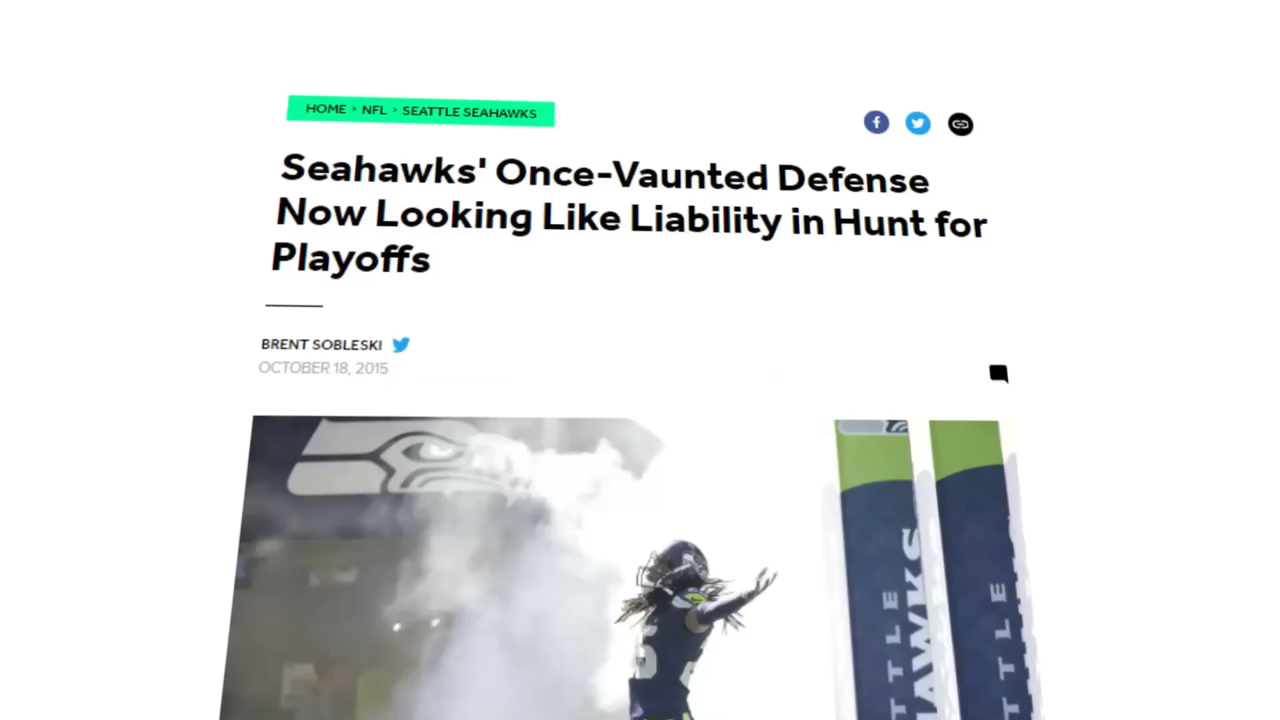 HOME > NFL > SEATTLE SEAHAWKS
Seahawks' Once-Vaunted Defense
Now Looking Like Liability in Hunt for
Playoffs
BRENT SOBLESKI
OCTOBER 18, 2015